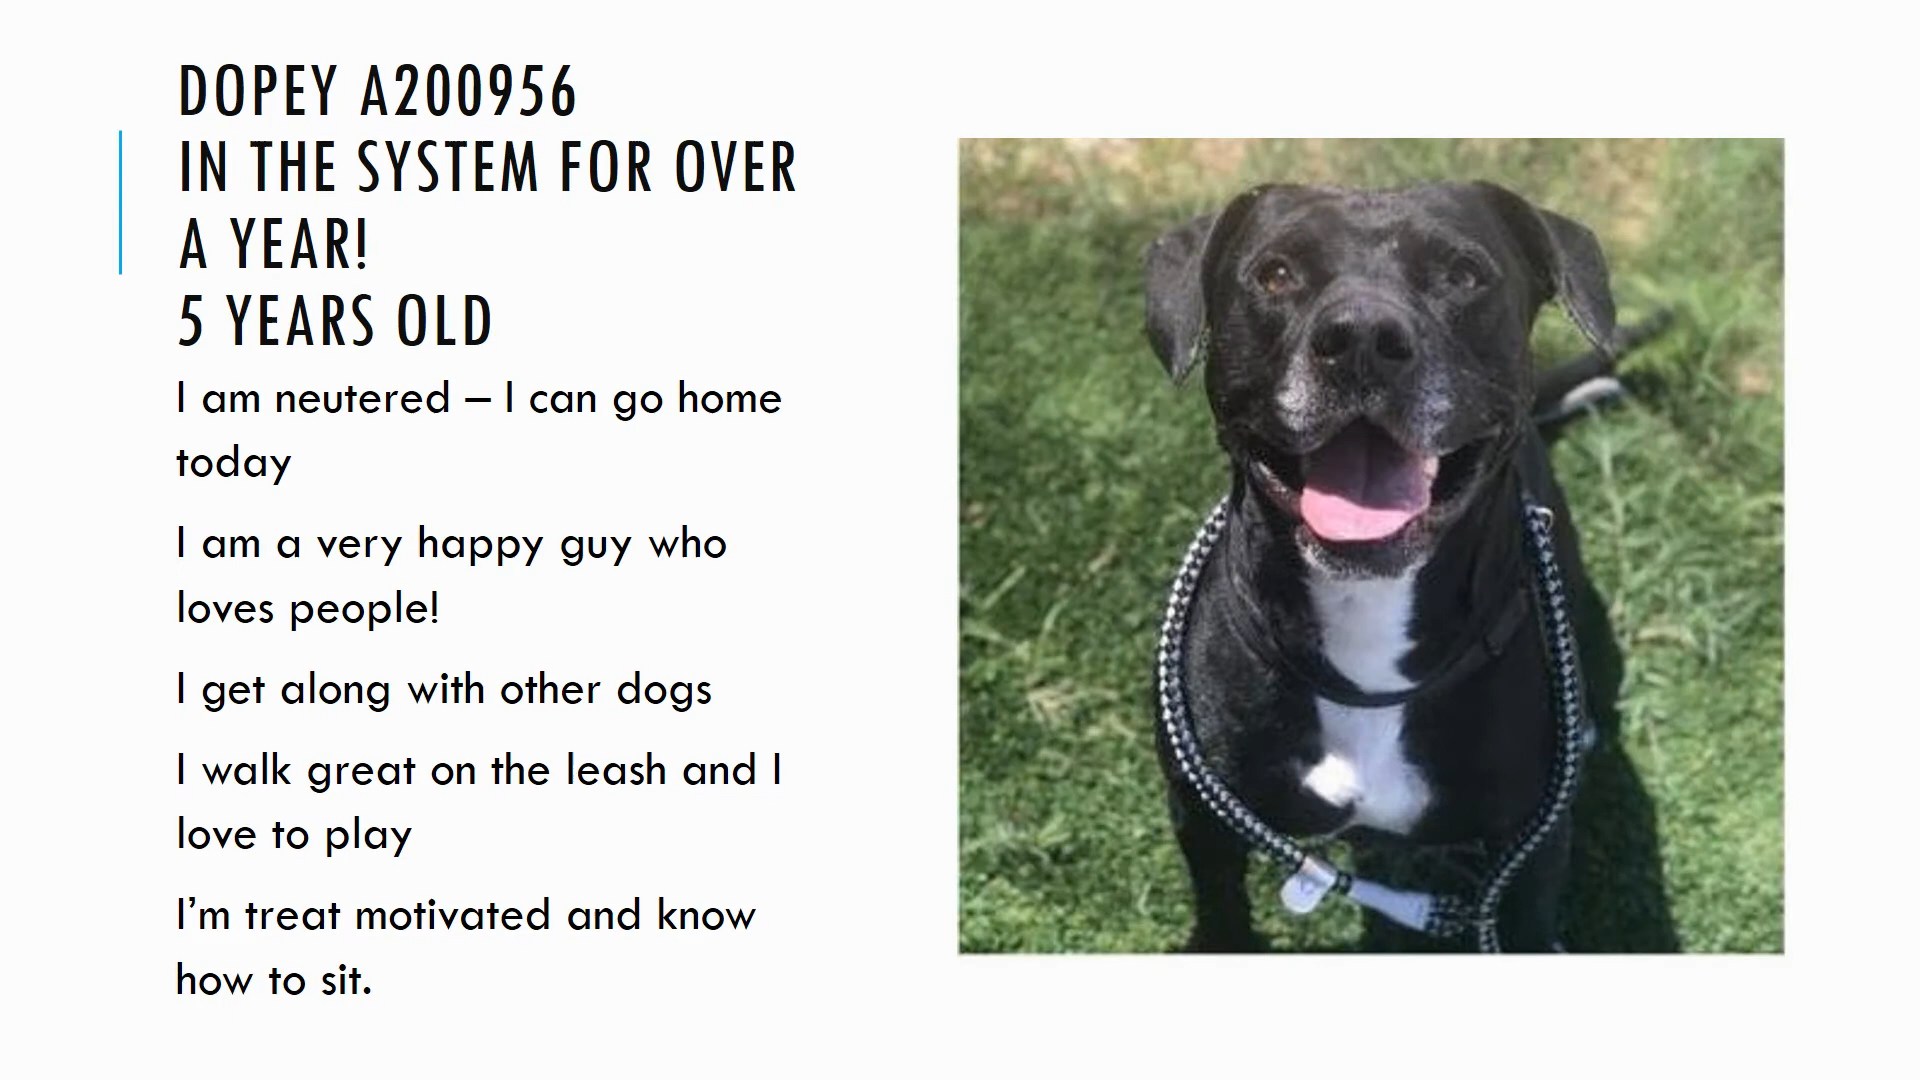 DOPEY A200956
IN THE SYSTEM FOR OVER
A YEAR!
5 YEARS OLD
I am neutered – I can go home
today
I am a very happy guy who
loves people!
I get along with other dogs
I walk great on the leash and I
love to play
I’m treat motivated and know
how to sit.